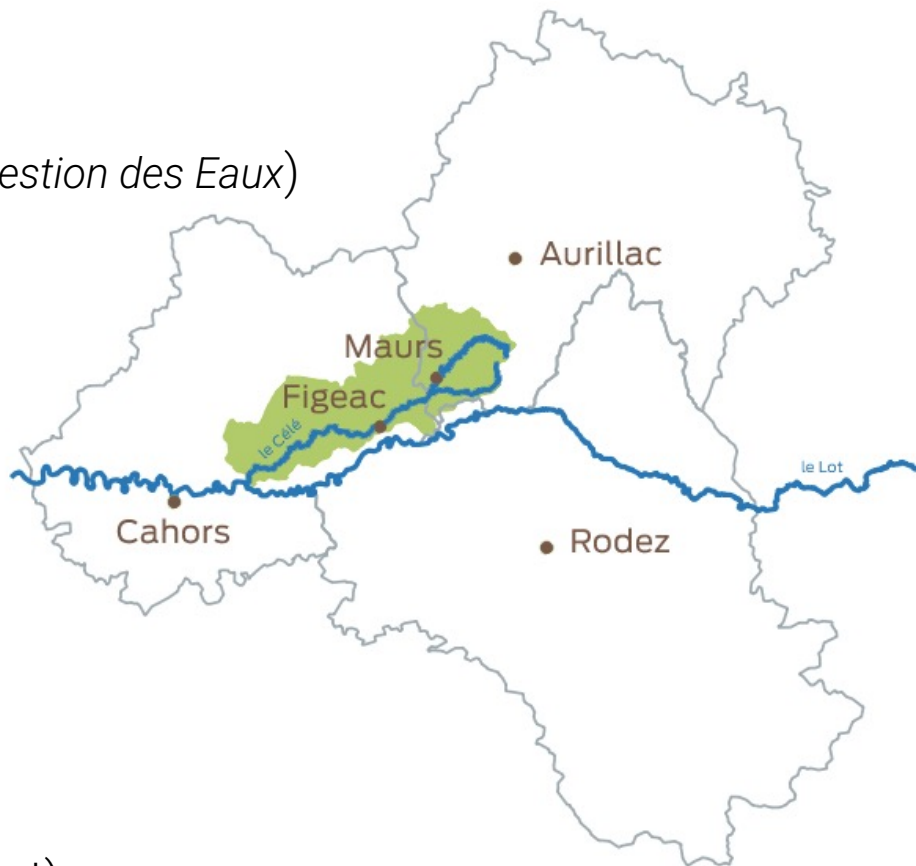 estion des Eaux)
Aurillac
Maurs
Figeac
le Célé
le Lot
Cahors
Rodez
t)